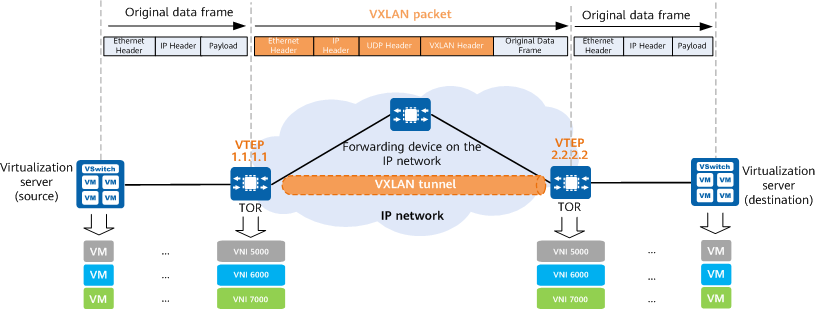 Original data frame
VXLAN packet
Original data frame
Ethernet
Header
IP Header
Payload
Ethernet
Header
IP
Header
UDP Header
VXLAN Header
Original Data
Frame
Ethernet
Header
IP Header
Payload
VTEP
1.1.1.1
Forwarding device on the
IP network
VTEP
2.2.2.2
Virtualization
server
(source)
VSwitch
VM VM
VM VM
TOR
VXLAN tunnel
IP network
TOR
VSwitch
VM VM
VM VM
Virtualization
server
(destination)
VM ... VNI 5000
VNI 5000 ... VM
VM ... VNI 6000
VNI 6000 ... VM
VM ... VNI 7000
VNI 7000 ... VM